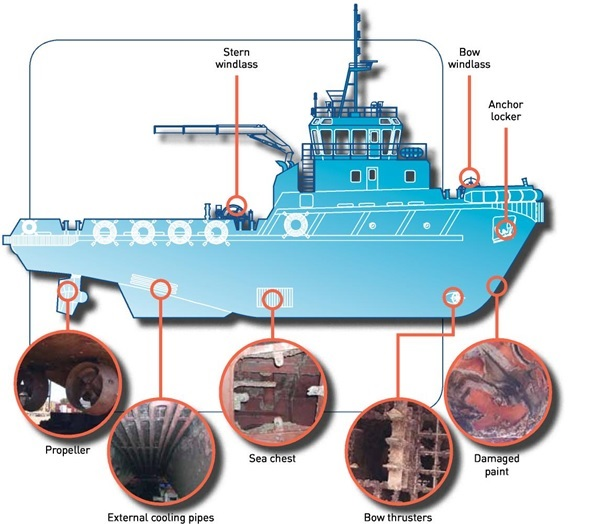 Stern
windlass
Bow
windlass
Anchor
locker
Propeller
External cooling pipes
Sea chest
Bow thrusters
Damaged
paint